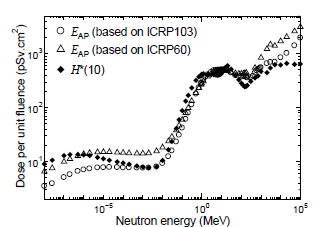 ○ E_AP (based on ICRP103)
△ E_AP (based on ICRP60)
◆ H*(10)
Dose per unit fluence (pSv.cm²)
10³
10²
10¹
10⁻⁵ 10⁰ 10⁵
Neutron energy (MeV)